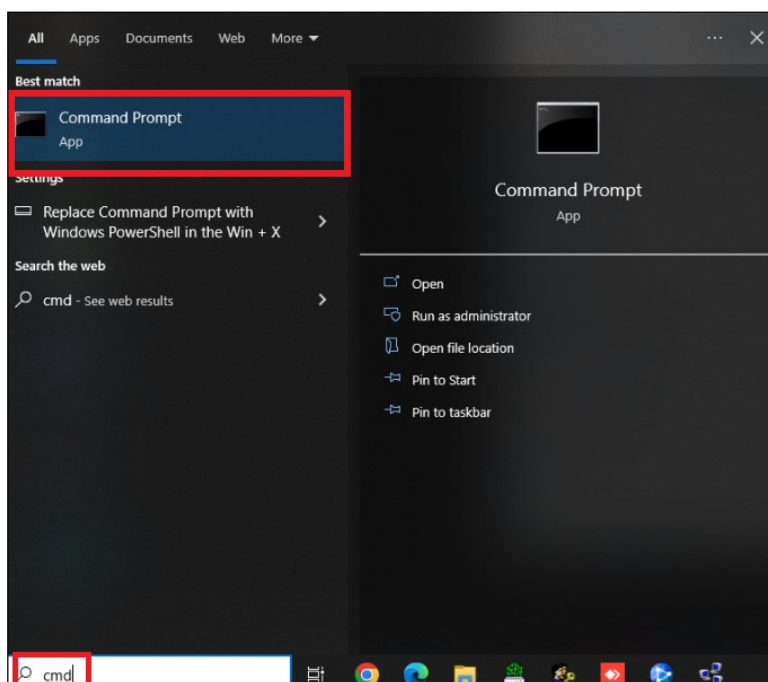 All Apps Documents Web More
Best match
Command Prompt
App
Settings
Replace Command Prompt with
Windows PowerShell in the Win + X
Search the web
cmd - See web results
Command Prompt
App
Open
Run as administrator
Open file location
Pin to Start
Pin to taskbar
cmd